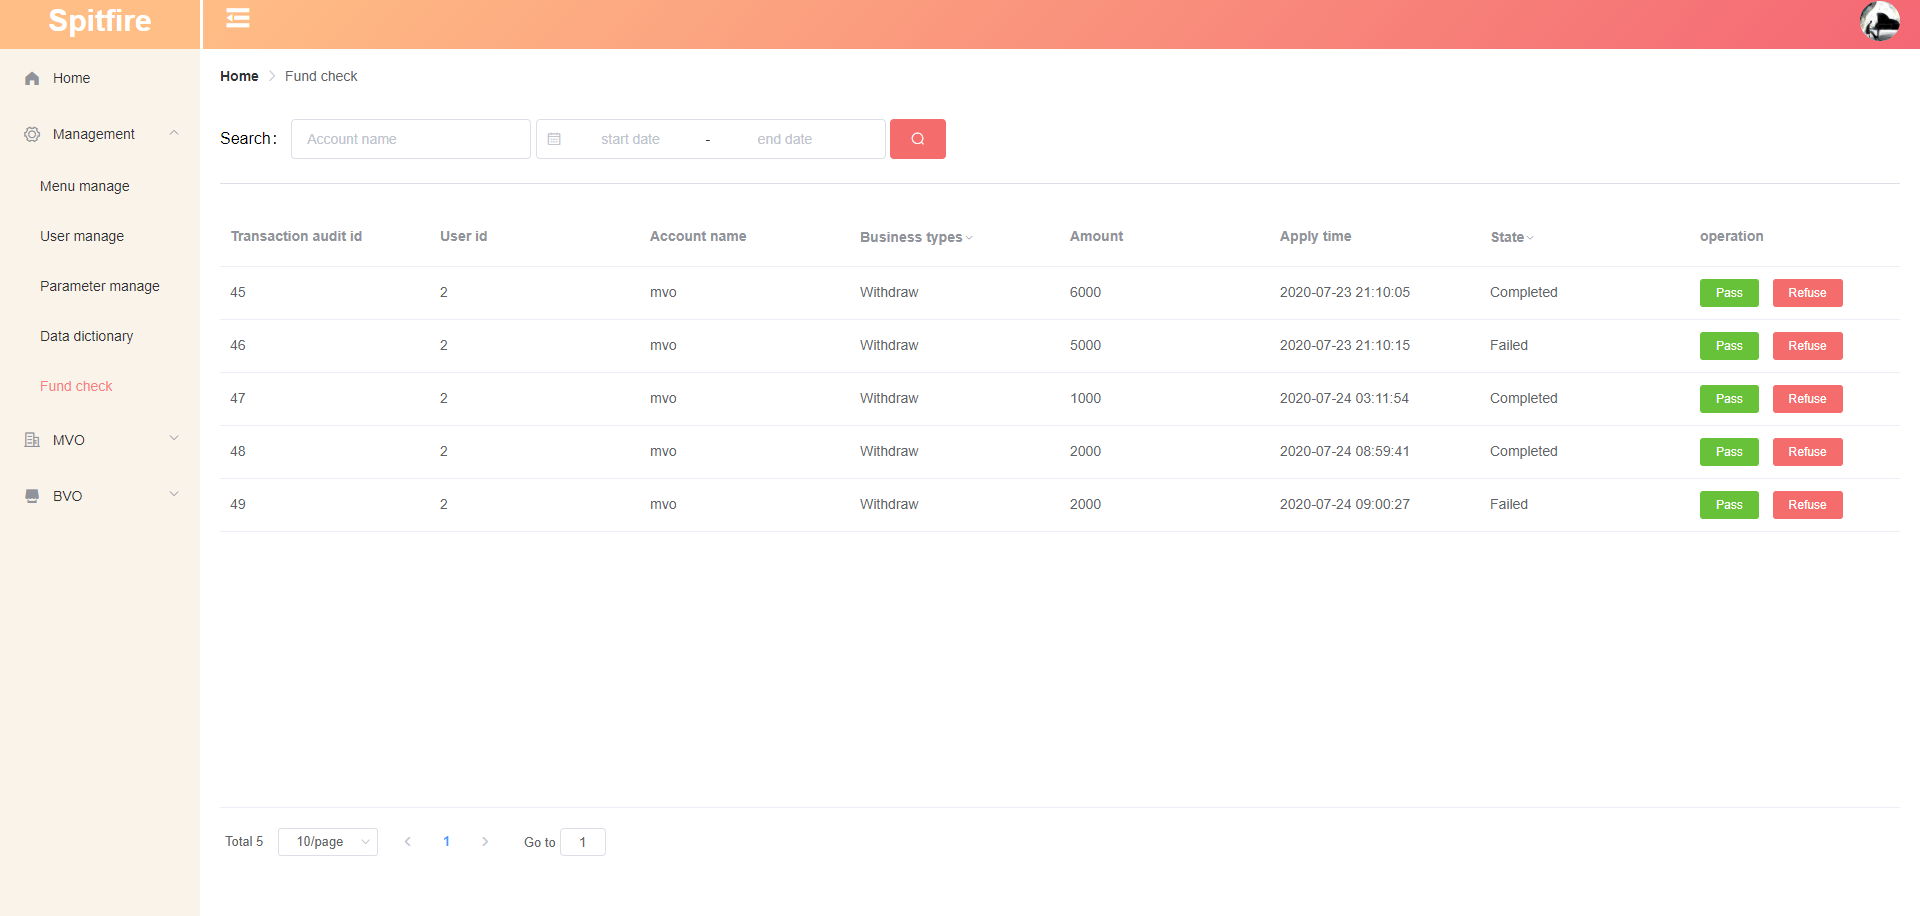 Spitfire
Home
Management
Menu manage
User manage
Parameter manage
Data dictionary
Fund check
MVO
BVO
Home Fund check
Search: Account name start date - end date
Transaction audit id User id Account name Business types Amount Apply time State operation
45 2 mvo Withdraw 6000 2020-07-23 21:10:05 Completed Pass Refuse
46 2 mvo Withdraw 5000 2020-07-23 21:10:15 Failed Pass Refuse
47 2 mvo Withdraw 1000 2020-07-24 03:11:54 Completed Pass Refuse
48 2 mvo Withdraw 2000 2020-07-24 08:59:41 Completed Pass Refuse
49 2 mvo Withdraw 2000 2020-07-24 09:00:27 Failed Pass Refuse
Total 5 10/page 1 Go to 1